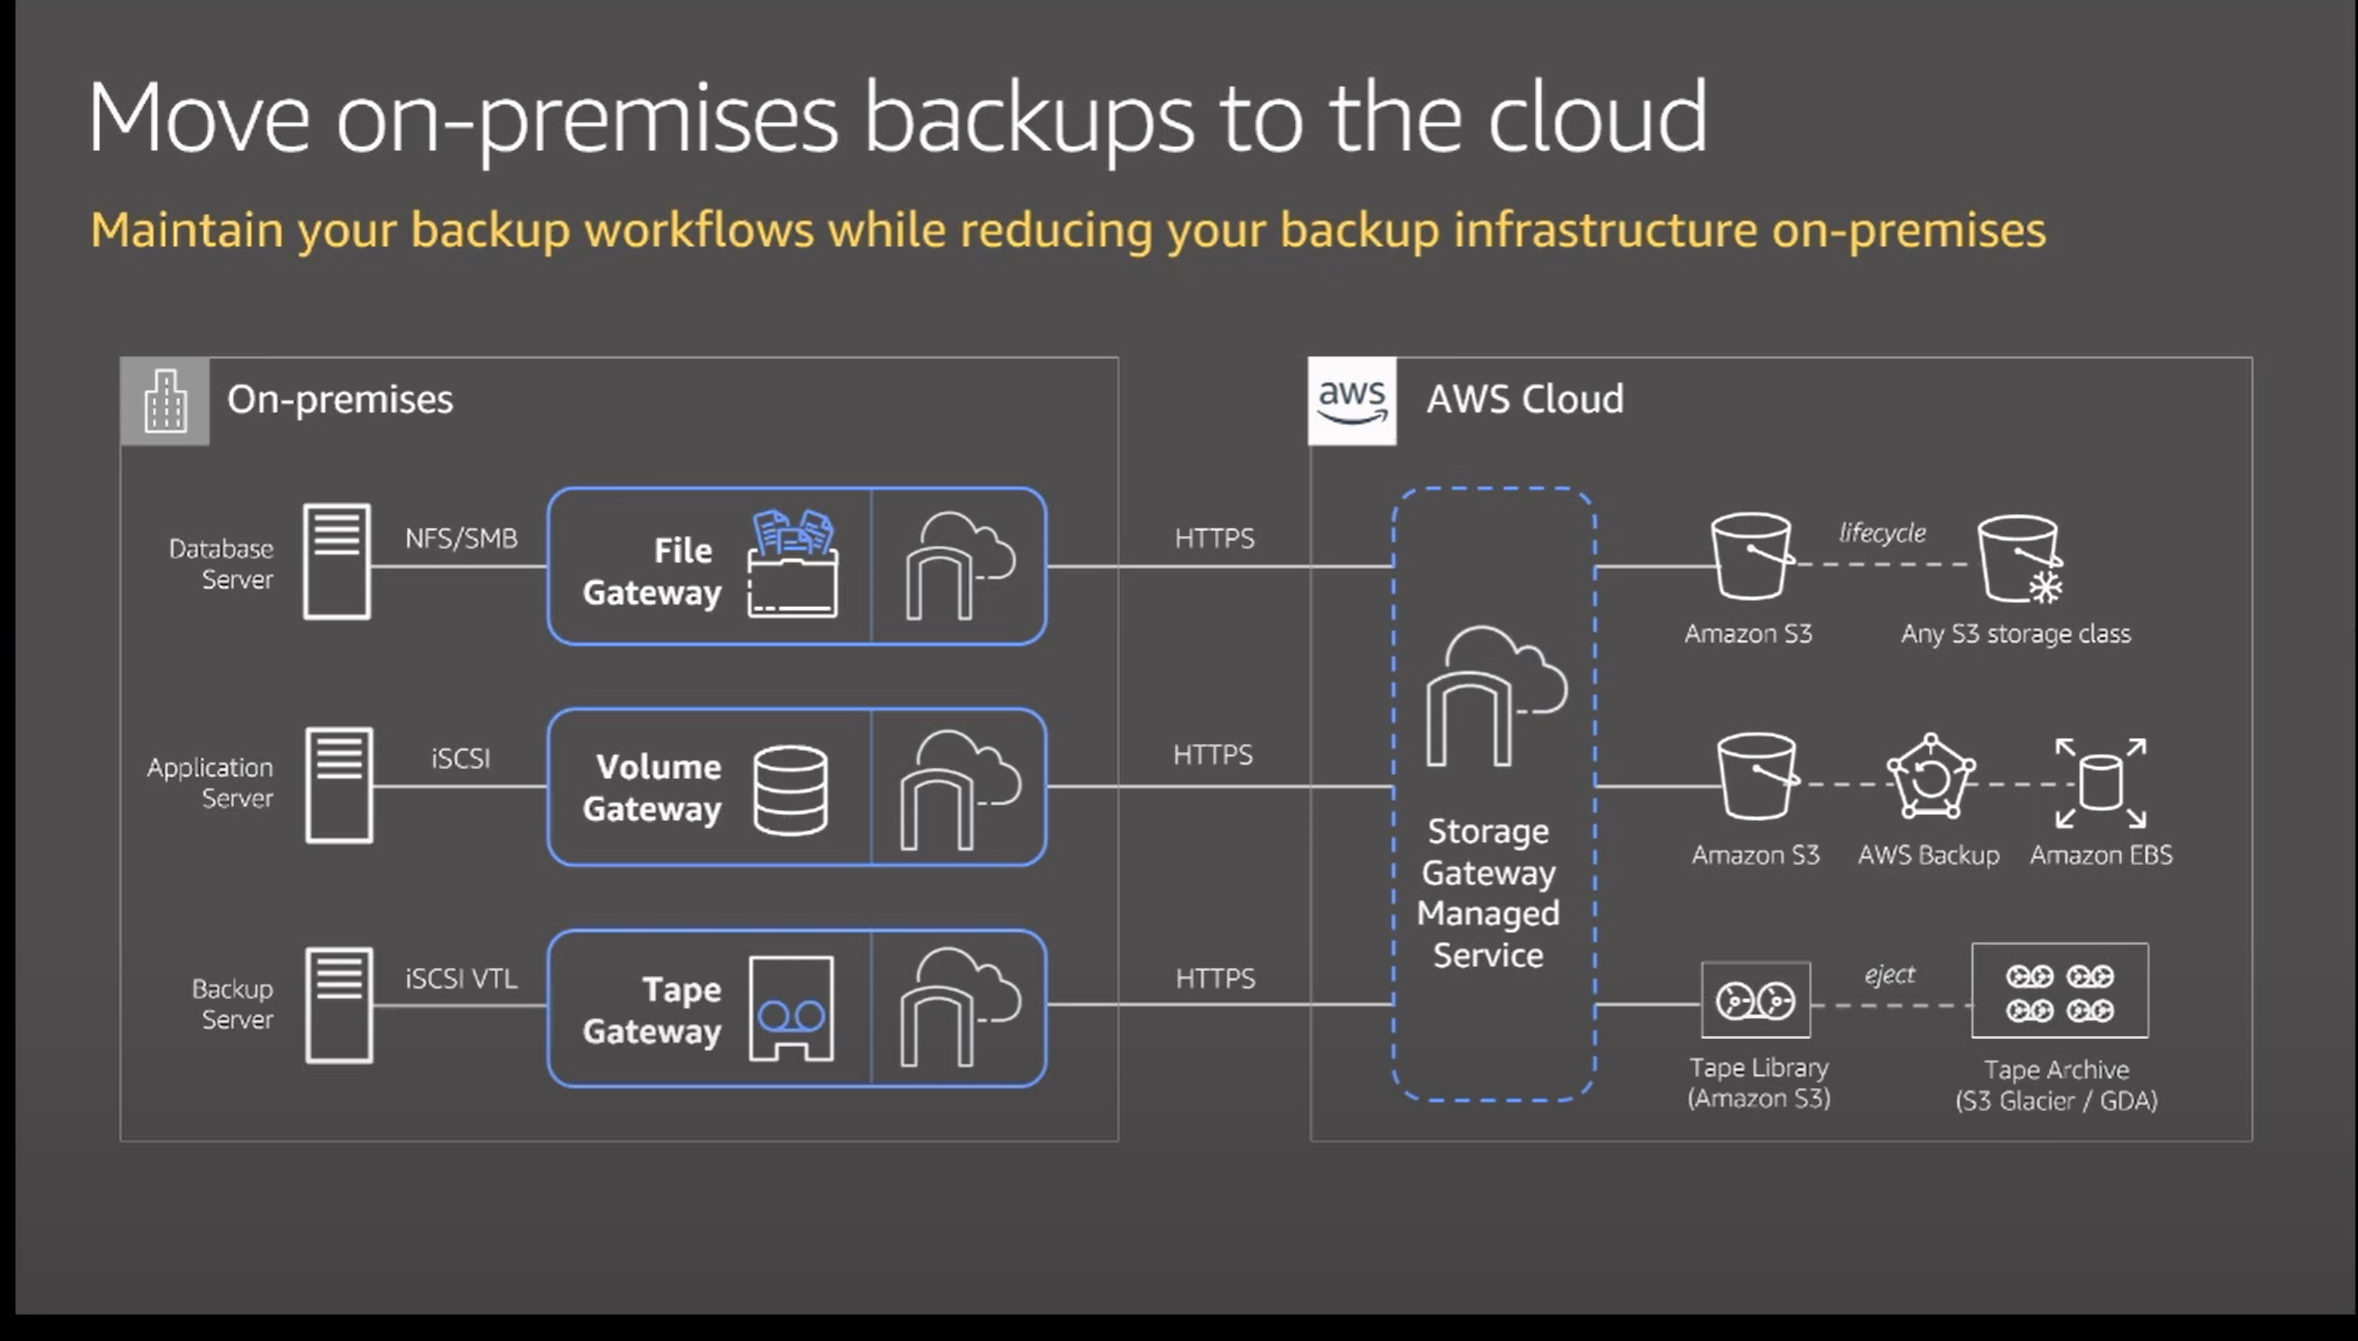 Move on-premises backups to the cloud
Maintain your backup workflows while reducing your backup infrastructure on-premises
On-premises
Database
Server
NFS/SMB
File
Gateway
HTTPS
Application
Server
iSCSI
Volume
Gateway
HTTPS
Backup
Server
iSCSI VTL
Tape
Gateway
HTTPS
aws
AWS Cloud
Storage
Gateway
Managed
Service
Amazon S3
lifecycle
Any S3 storage class
Amazon S3
AWS Backup
Amazon EBS
Tape Library
(Amazon S3)
eject
Tape Archive
(S3 Glacier / GDA)